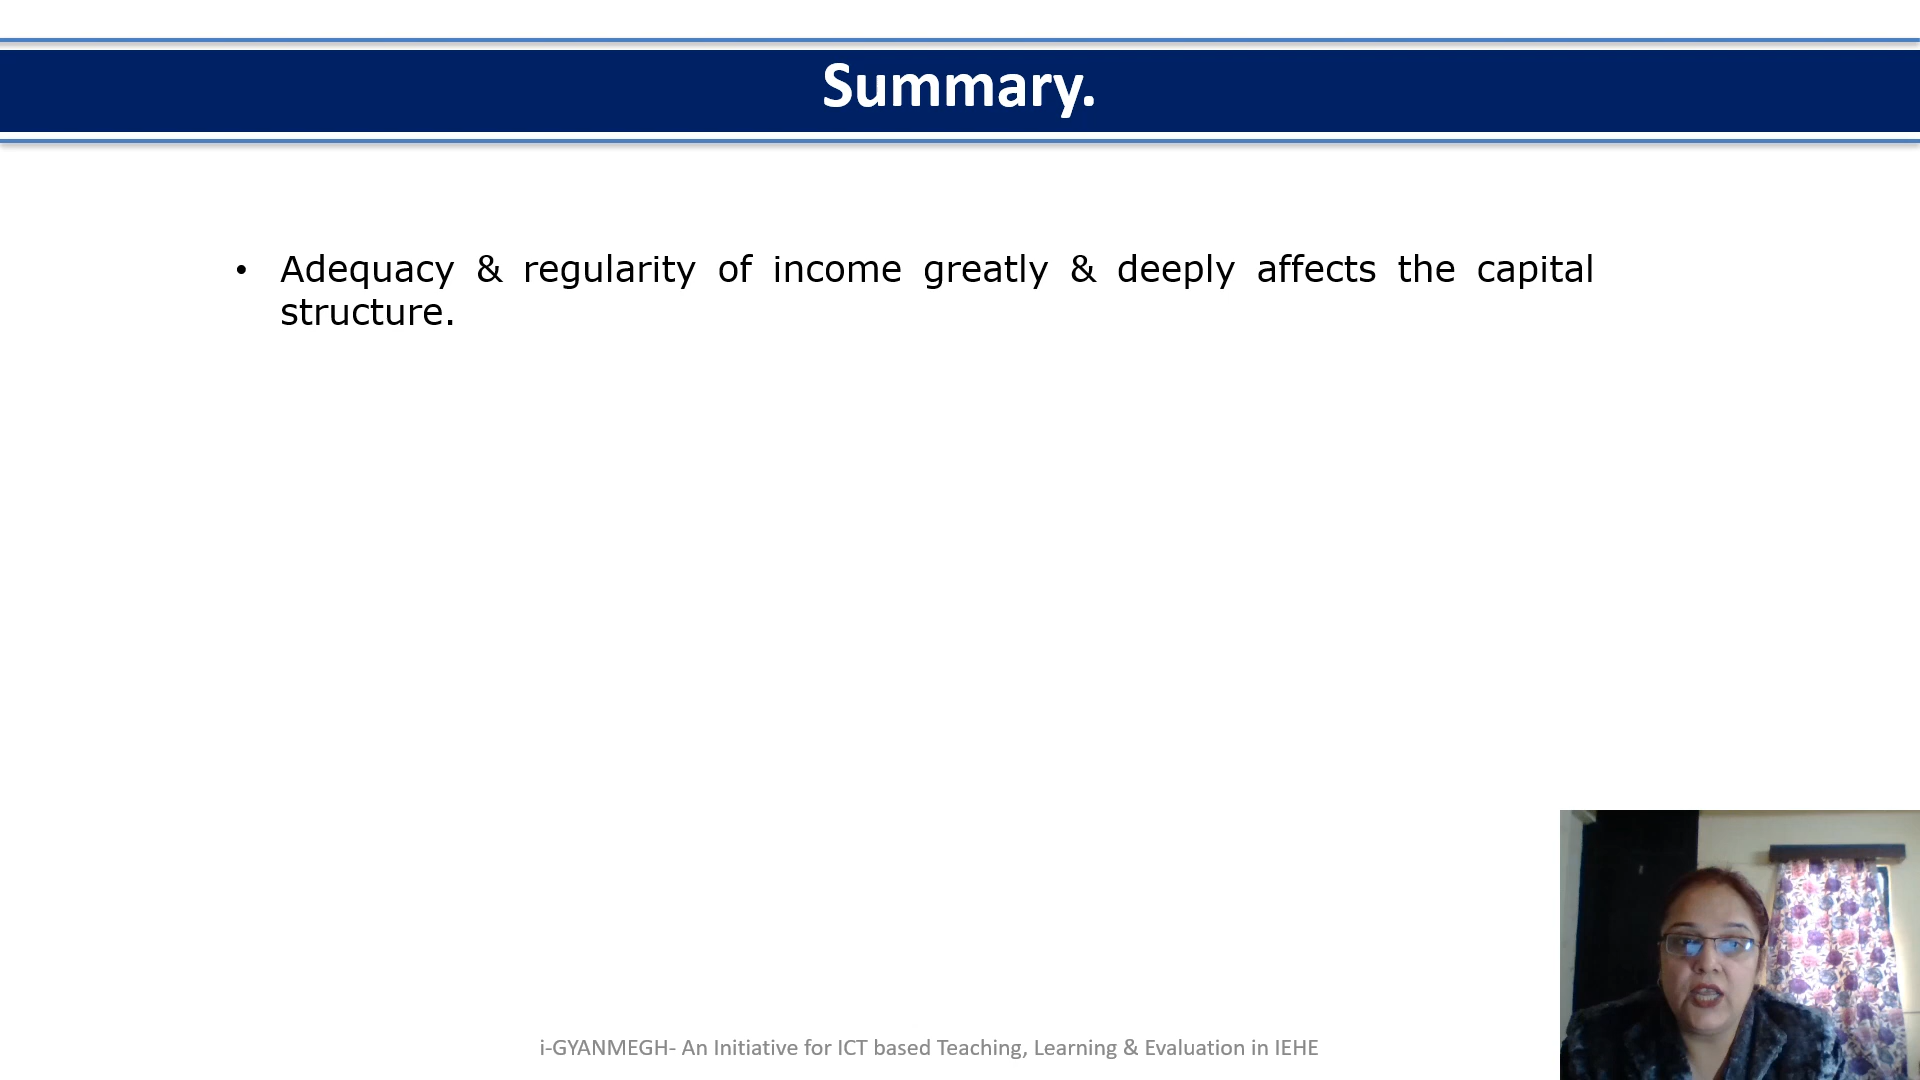 Summary.
• Adequacy & regularity of income greatly & deeply affects the capital
structure.
i-GYANMEGH- An Initiative for ICT based Teaching, Learning & Evaluation in IEHE